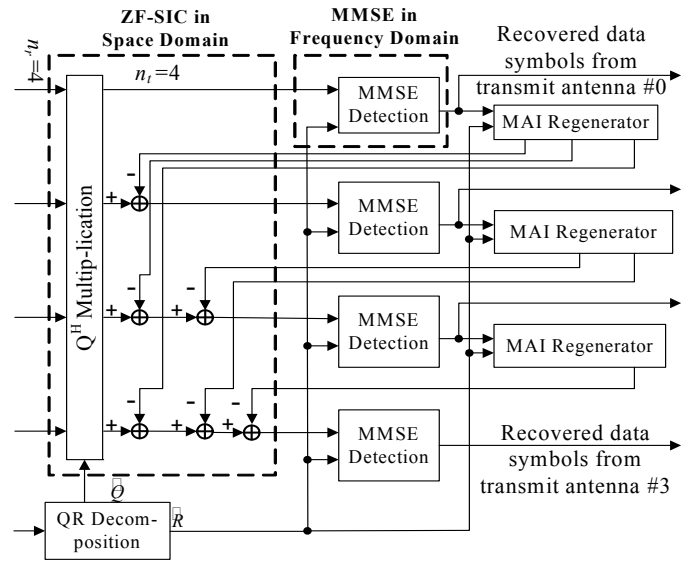 ZF-SIC in
Space Domain
MMSE in
Frequency Domain
n_r=4
n_t=4
Recovered data
symbols from
transmit antenna #0
MMSE
Detection
MAI Regenerator
-
-
-
+
MMSE
Detection
MAI Regenerator
-
-
+
+
MMSE
Detection
MAI Regenerator
-
+
+
+
MMSE
Detection
Q^H Multip-lication
Recovered data
symbols from
transmit antenna #3
Q
R
QR Decom-
position